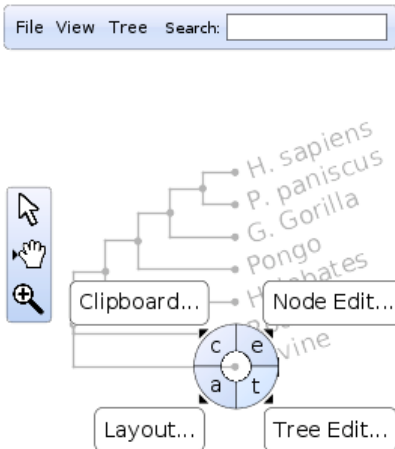 File View Tree Search:
H. sapiens
P. paniscus
G. Gorilla
Pongo
Clipboard...
Node Edit...
c e
a t
Layout...
Tree Edit...